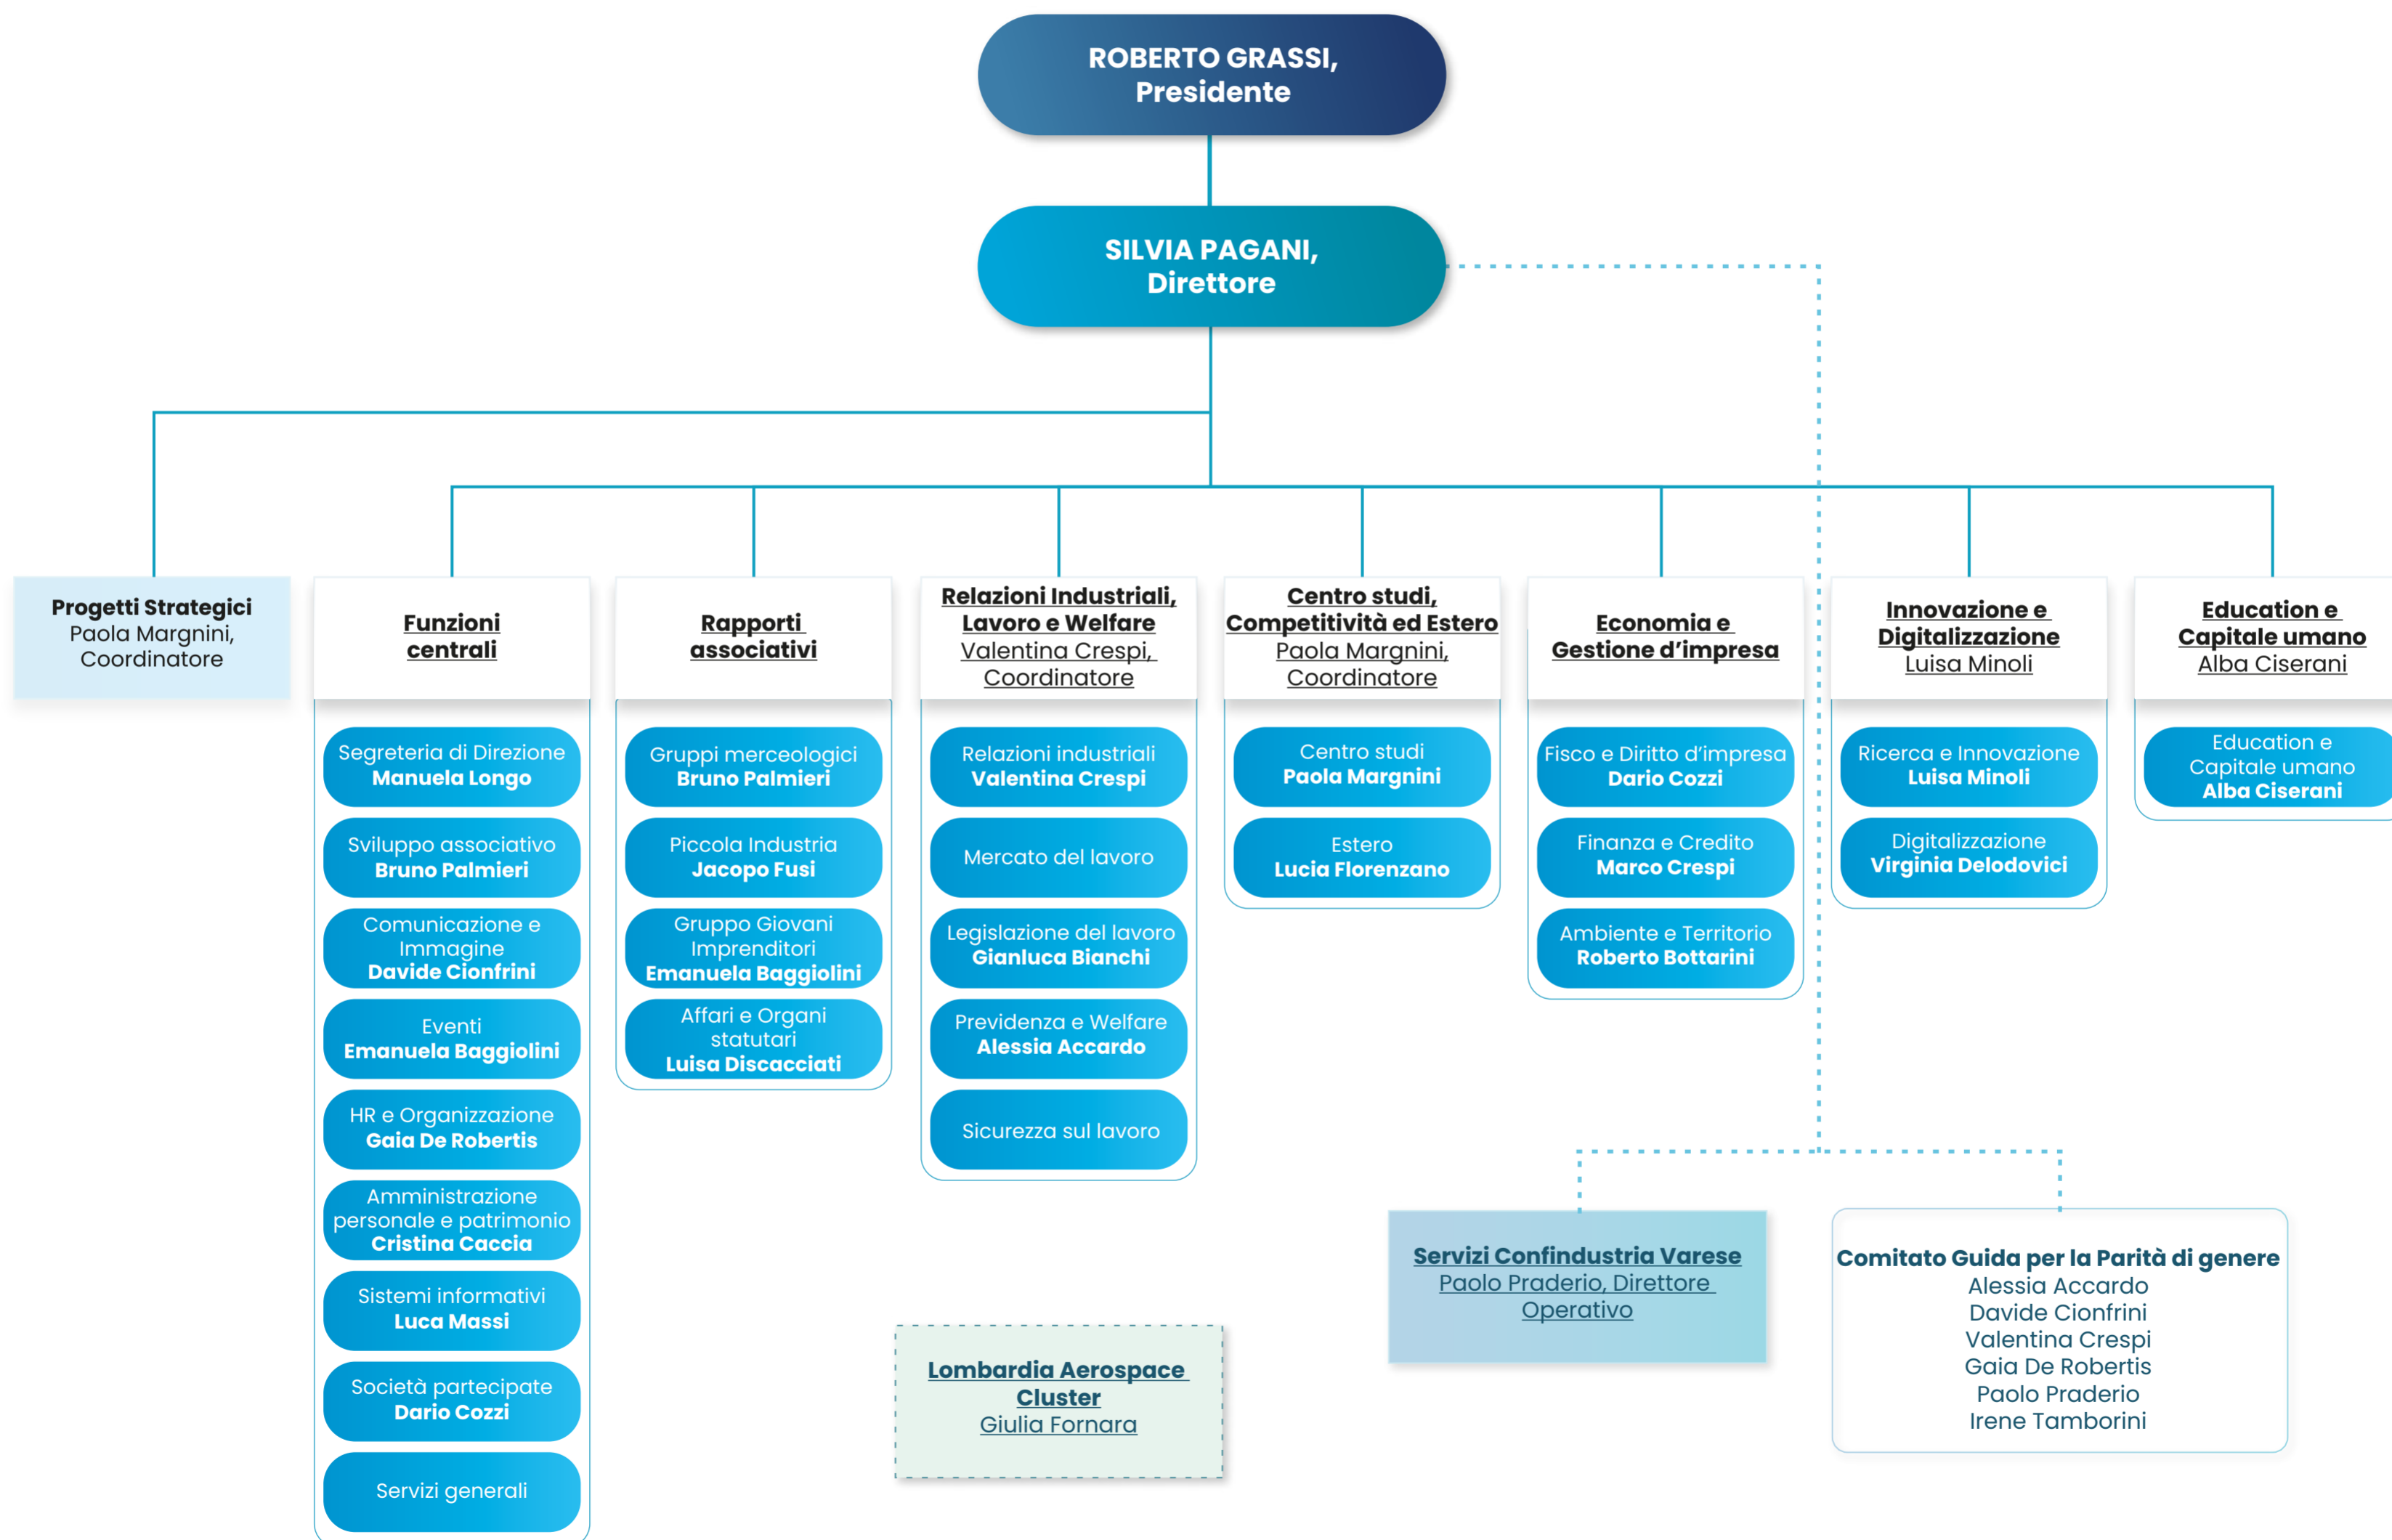 ROBERTO GRASSI,
Presidente
SILVIA PAGANI,
Direttore
Progetti Strategici
Paola Margnini,
Coordinatore
Funzioni
centrali
Segreteria di Direzione
Manuela Longo
Sviluppo associativo
Bruno Palmieri
Comunicazione e
Immagine
Davide Cionfrini
Eventi
Emanuela Baggiolini
HR e Organizzazione
Gaia De Robertis
Amministrazione
personale e patrimonio
Cristina Caccia
Sistemi informativi
Luca Massi
Società partecipate
Dario Cozzi
Servizi generali
Rapporti
associativi
Gruppi merceologici
Bruno Palmieri
Piccola Industria
Jacopo Fusi
Gruppo Giovani
Imprenditori
Emanuela Baggiolini
Affari e Organi
statutari
Luisa Discacciati
Relazioni Industriali,
Lavoro e Welfare
Valentina Crespi,
Coordinatore
Relazioni industriali
Valentina Crespi
Mercato del lavoro
Legislazione del lavoro
Gianluca Bianchi
Previdenza e Welfare
Alessia Accardo
Sicurezza sul lavoro
Centro studi,
Competitività ed Estero
Paola Margnini,
Coordinatore
Centro studi
Paola Margnini
Estero
Lucia Florenzano
Economia e
Gestione d’impresa
Fisco e Diritto d’impresa
Dario Cozzi
Finanza e Credito
Marco Crespi
Ambiente e Territorio
Roberto Bottarini
Innovazione e
Digitalizzazione
Luisa Minoli
Ricerca e Innovazione
Luisa Minoli
Digitalizzazione
Virginia Delodovici
Education e
Capitale umano
Alba Ciserani
Education e
Capitale umano
Alba Ciserani
Lombardia Aerospace
Cluster
Giulia Fornara
Servizi Confindustria Varese
Paolo Praderio, Direttore
Operativo
Comitato Guida per la Parità di genere
Alessia Accardo
Davide Cionfrini
Valentina Crespi
Gaia De Robertis
Paolo Praderio
Irene Tamborini